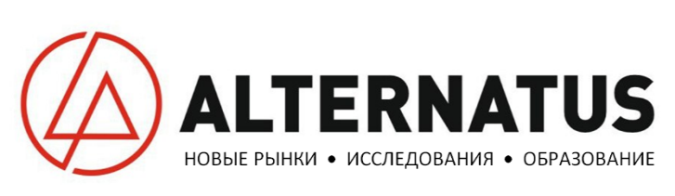 ALTERNATUS
НОВЫЕ РЫНКИ • ИССЛЕДОВАНИЯ • ОБРАЗОВАНИЕ